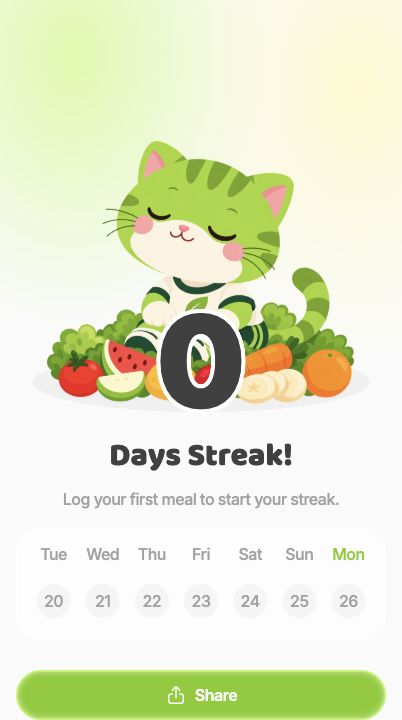 0
Days Streak!
Log your first meal to start your streak.
Tue Wed Thu Fri Sat Sun Mon
20 21 22 23 24 25 26
Share